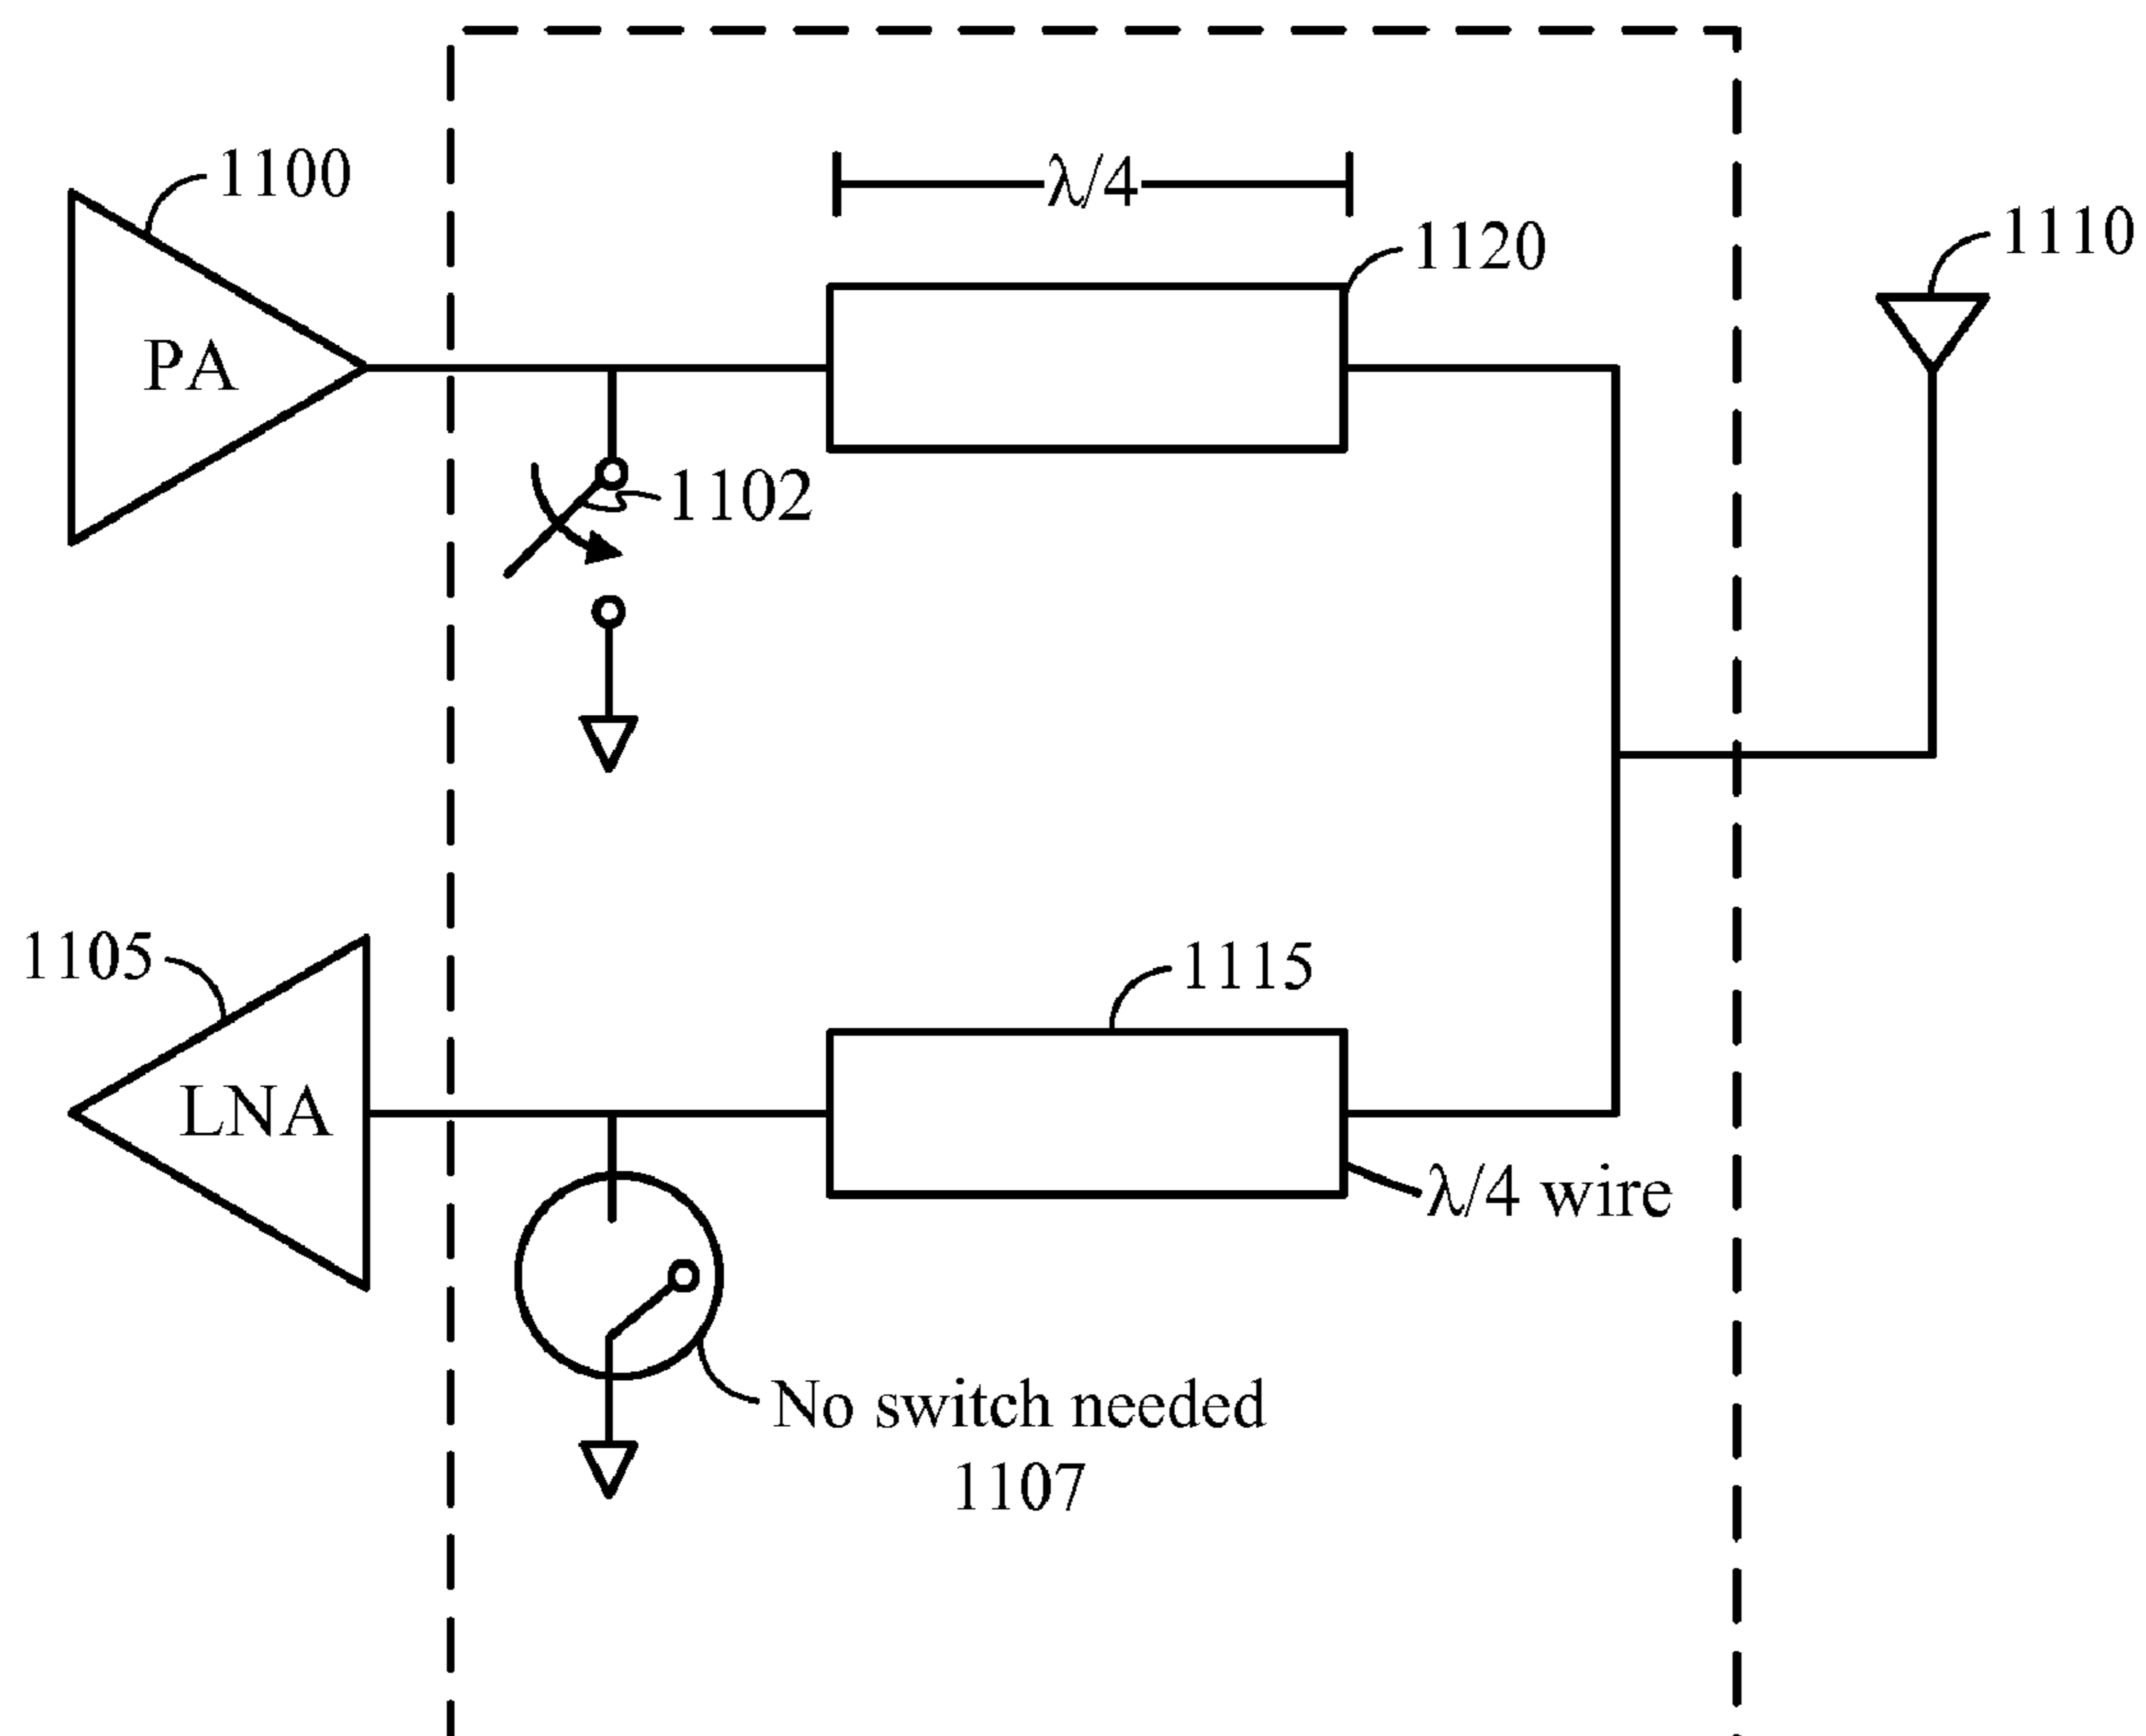 1100
λ/4
1120
1110
PA
1102
1105
1115
LNA
λ/4 wire
No switch needed
1107